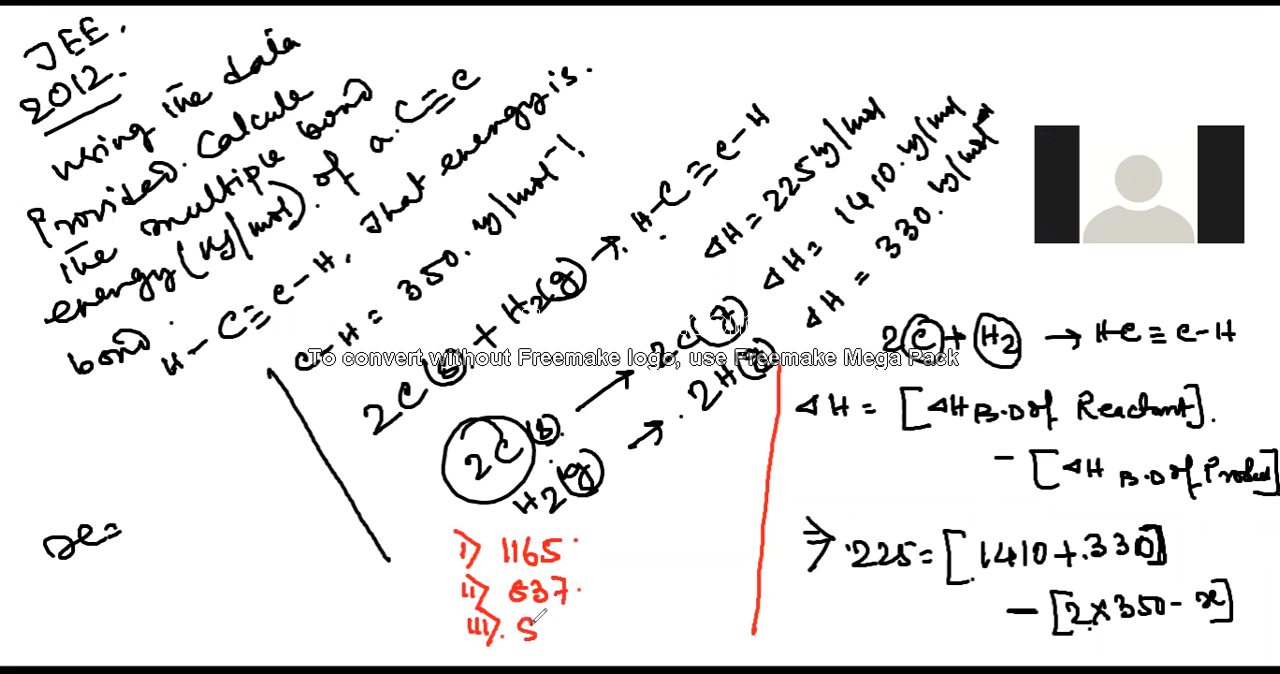 JEE.
2012.
using the data
Provided. Calcule
the multiple bond
energy (kJ/mol). of a. C≡C
bond. H-C≡C-H, That energy is.
C-H = 350. kJ/mol⁻¹.
2C(s) + H2(g) → H-C≡C-H ΔH = 225 kJ/mol
2C(s) → 2C(g) ΔH = 1410. kJ/mol
H2(g) → 2H(g) ΔH = 330. kJ/mol
To convert without Freemake logo, use Freemake Mega Pack
i) 1165
ii) 837.
iii). S
x=
2C + H2 → HC≡C-H
ΔH = [ΔH B.D of Reactant].
- [ΔH B.D of Product]
⇒ 225 = [1410+330]
- [2×350-x]